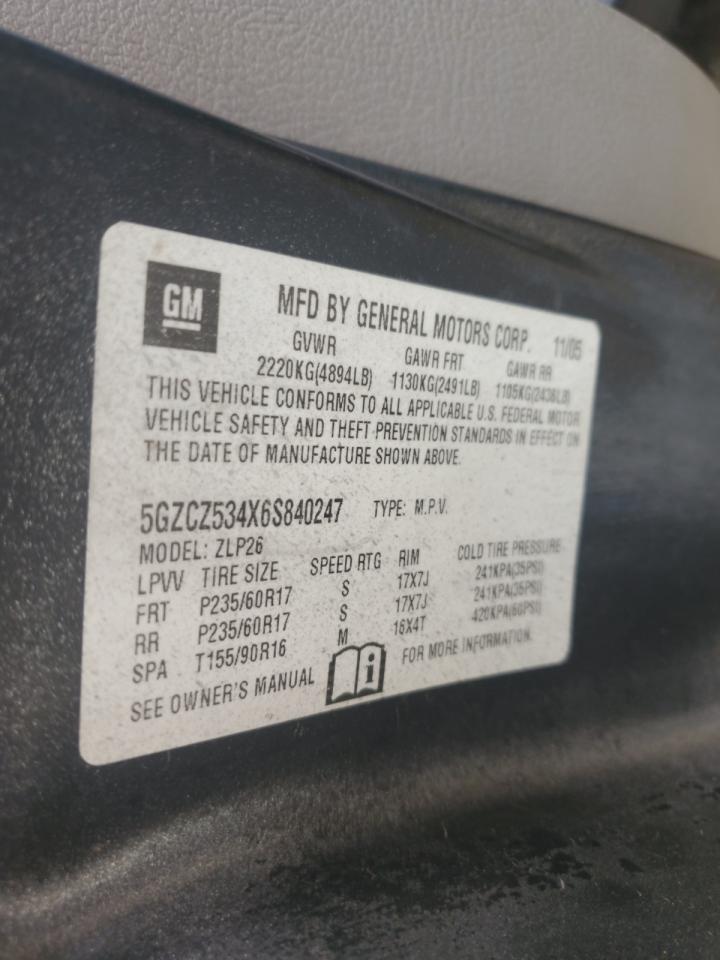 GM
MFD BY GENERAL MOTORS CORP. 11/05
GVWR GAWR FRT GAWR RR
2220KG(4894LB) 1130KG(2491LB) 1105KG(2436LB)
THIS VEHICLE CONFORMS TO ALL APPLICABLE U.S. FEDERAL MOTOR
VEHICLE SAFETY AND THEFT PREVENTION STANDARDS IN EFFECT ON
THE DATE OF MANUFACTURE SHOWN ABOVE.
5GZCZ534X6S840247 TYPE: M.P.V.
MODEL: ZLP26
LPVV TIRE SIZE SPEED RTG RIM COLD TIRE PRESSURE
FRT P235/60R17 S 17X7J 241KPA(35PSI)
RR P235/60R17 S 17X7J 241KPA(35PSI)
SPA T155/90R16 M 16X4T 420KPA(60PSI)
SEE OWNER'S MANUAL i FOR MORE INFORMATION.